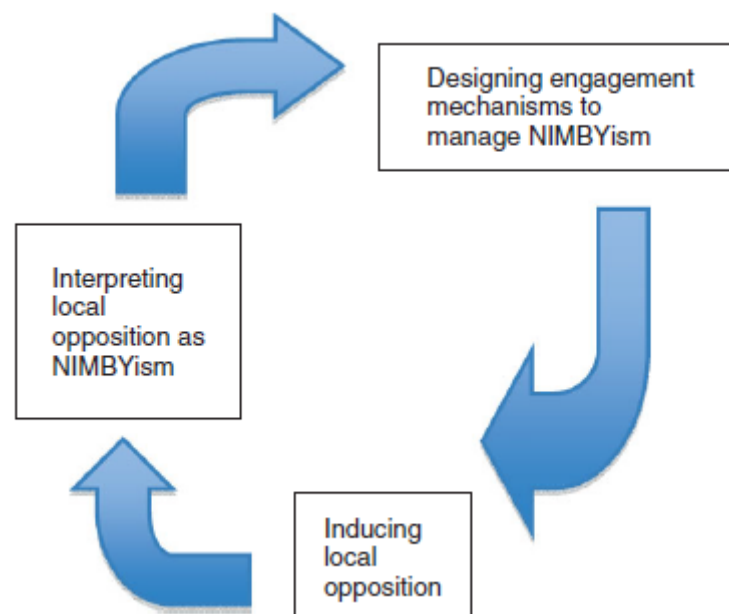 Designing engagement
mechanisms to
manage NIMBYism
Interpreting
local
opposition as
NIMBYism
Inducing
local
opposition